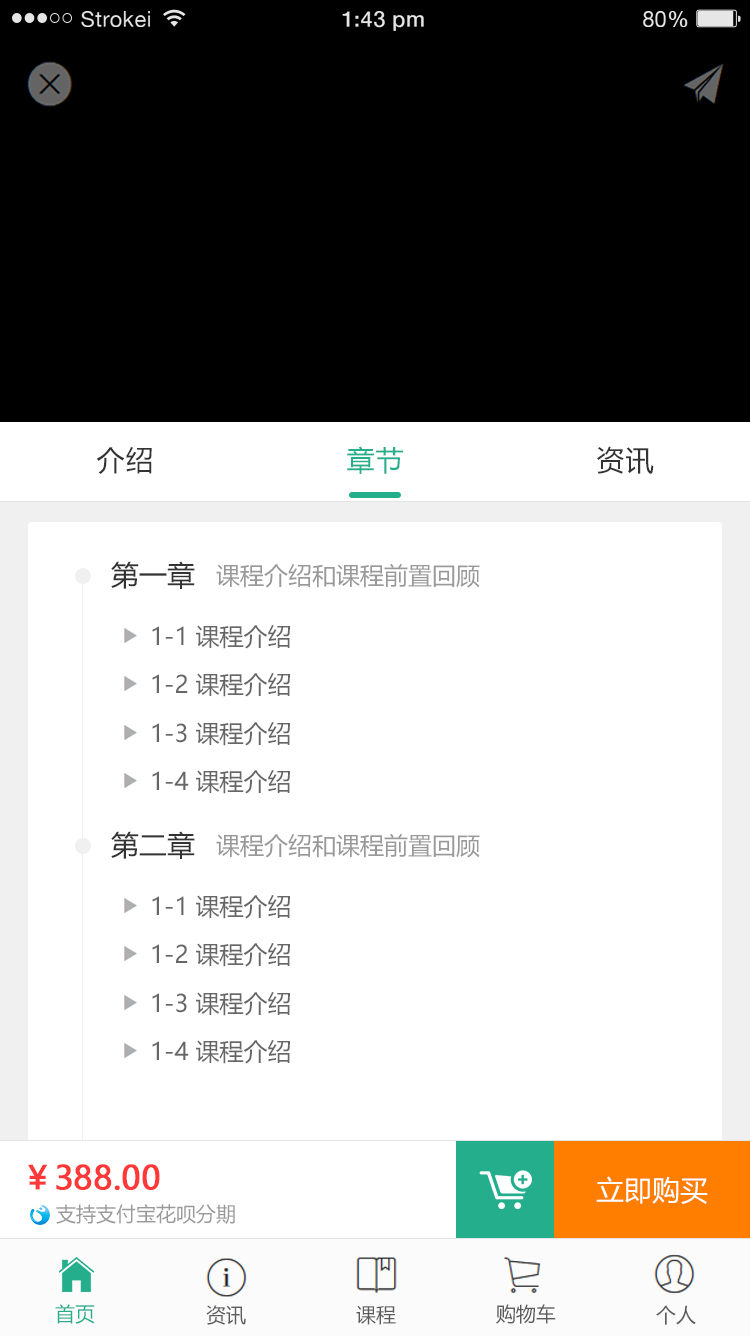 Strokei 1:43 pm 80%
介绍 章节 资讯
第一章 课程介绍和课程前置回顾
1-1 课程介绍
1-2 课程介绍
1-3 课程介绍
1-4 课程介绍
第二章 课程介绍和课程前置回顾
1-1 课程介绍
1-2 课程介绍
1-3 课程介绍
1-4 课程介绍
¥ 388.00
支持支付宝花呗分期
立即购买
首页 资讯 课程 购物车 个人